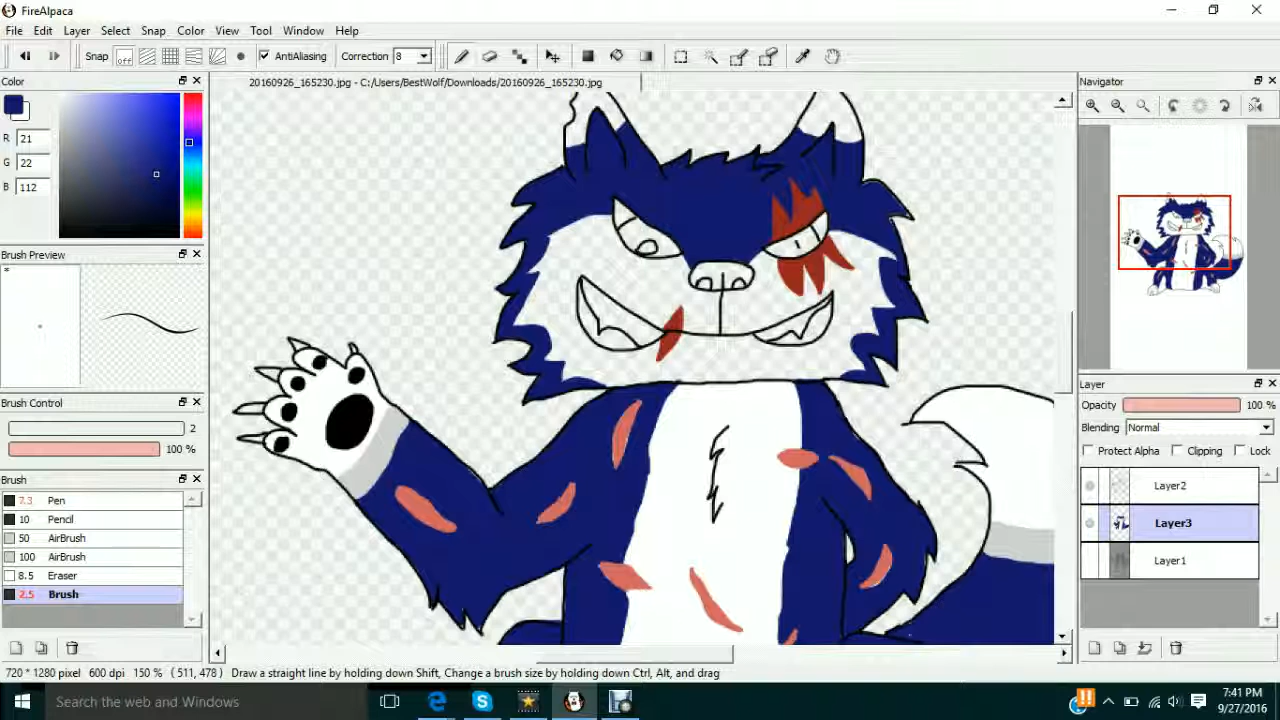 FireAlpaca
File Edit Layer Select Snap Color View Tool Window Help
Snap OFF AntiAliasing Correction 8
Color
20160926_165230.jpg - C:/Users/BestWolf/Downloads/20160926_165230.jpg
Navigator
R 21
G 22
B 112
Brush Preview
*
Brush Control
2
100 %
Brush
7.3 Pen
10 Pencil
50 AirBrush
100 AirBrush
8.5 Eraser
2.5 Brush
Layer
Opacity 100 %
Blending Normal
Protect Alpha Clipping Lock
Layer2
Layer3
Layer1
720 * 1280 pixel 600 dpi 150 % ( 511, 478 ) Draw a straight line by holding down Shift, Change a brush size by holding down Ctrl, Alt, and drag
Search the web and Windows
7:41 PM
9/27/2016